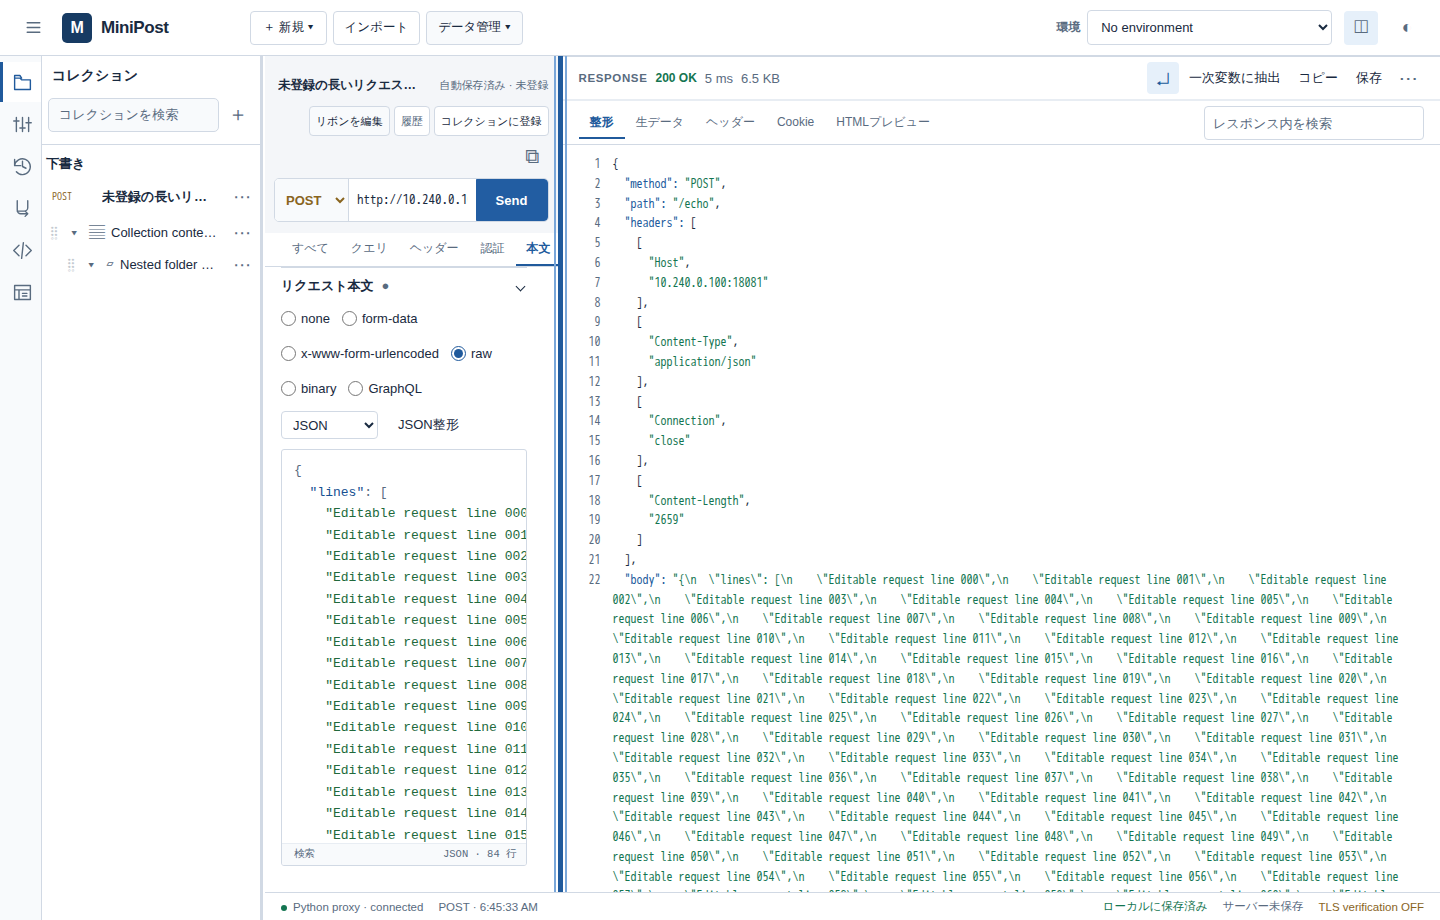 M MiniPost ＋ 新規 ▾ インポート データ管理 ▾ 環境 No environment
コレクション
コレクションを検索 ＋
下書き
POST 未登録の長いリ… ···
Collection conte… ···
Nested folder … ···
未登録の長いリクエス… 自動保存済み · 未登録
リボンを編集 履歴 コレクションに登録
POST http://10.240.0.1 Send
すべて クエリ ヘッダー 認証 本文
リクエスト本文 ●
none form-data
x-www-form-urlencoded raw
binary GraphQL
JSON JSON整形
{
"lines": [
"Editable request line 000
"Editable request line 001
"Editable request line 002
"Editable request line 003
"Editable request line 004
"Editable request line 005
"Editable request line 006
"Editable request line 007
"Editable request line 008
"Editable request line 009
"Editable request line 010
"Editable request line 011
"Editable request line 012
"Editable request line 013
"Editable request line 014
"Editable request line 015
検索 JSON · 84 行
RESPONSE 200 OK 5 ms 6.5 KB 一次変数に抽出 コピー 保存 ···
整形 生データ ヘッダー Cookie HTMLプレビュー レスポンス内を検索
1 {
2 "method": "POST",
3 "path": "/echo",
4 "headers": [
5 [
6 "Host",
7 "10.240.0.100:18081"
8 ],
9 [
10 "Content-Type",
11 "application/json"
12 ],
13 [
14 "Connection",
15 "close"
16 ],
17 [
18 "Content-Length",
19 "2659"
20 ]
21 ],
22 "body": "{\n  \"lines\": [\n    \"Editable request line 000\",\n    \"Editable request line 001\",\n    \"Editable request line
002\",\n    \"Editable request line 003\",\n    \"Editable request line 004\",\n    \"Editable request line 005\",\n    \"Editable
request line 006\",\n    \"Editable request line 007\",\n    \"Editable request line 008\",\n    \"Editable request line 009\",\n
\"Editable request line 010\",\n    \"Editable request line 011\",\n    \"Editable request line 012\",\n    \"Editable request line
013\",\n    \"Editable request line 014\",\n    \"Editable request line 015\",\n    \"Editable request line 016\",\n    \"Editable
request line 017\",\n    \"Editable request line 018\",\n    \"Editable request line 019\",\n    \"Editable request line 020\",\n
\"Editable request line 021\",\n    \"Editable request line 022\",\n    \"Editable request line 023\",\n    \"Editable request line
024\",\n    \"Editable request line 025\",\n    \"Editable request line 026\",\n    \"Editable request line 027\",\n    \"Editable
request line 028\",\n    \"Editable request line 029\",\n    \"Editable request line 030\",\n    \"Editable request line 031\",\n
\"Editable request line 032\",\n    \"Editable request line 033\",\n    \"Editable request line 034\",\n    \"Editable request line
035\",\n    \"Editable request line 036\",\n    \"Editable request line 037\",\n    \"Editable request line 038\",\n    \"Editable
request line 039\",\n    \"Editable request line 040\",\n    \"Editable request line 041\",\n    \"Editable request line 042\",\n
\"Editable request line 043\",\n    \"Editable request line 044\",\n    \"Editable request line 045\",\n    \"Editable request line
046\",\n    \"Editable request line 047\",\n    \"Editable request line 048\",\n    \"Editable request line 049\",\n    \"Editable
request line 050\",\n    \"Editable request line 051\",\n    \"Editable request line 052\",\n    \"Editable request line 053\",\n
\"Editable request line 054\",\n    \"Editable request line 055\",\n    \"Editable request line 056\",\n    \"Editable request line
Python proxy · connected POST · 6:45:33 AM ローカルに保存済み サーバー未保存 TLS verification OFF